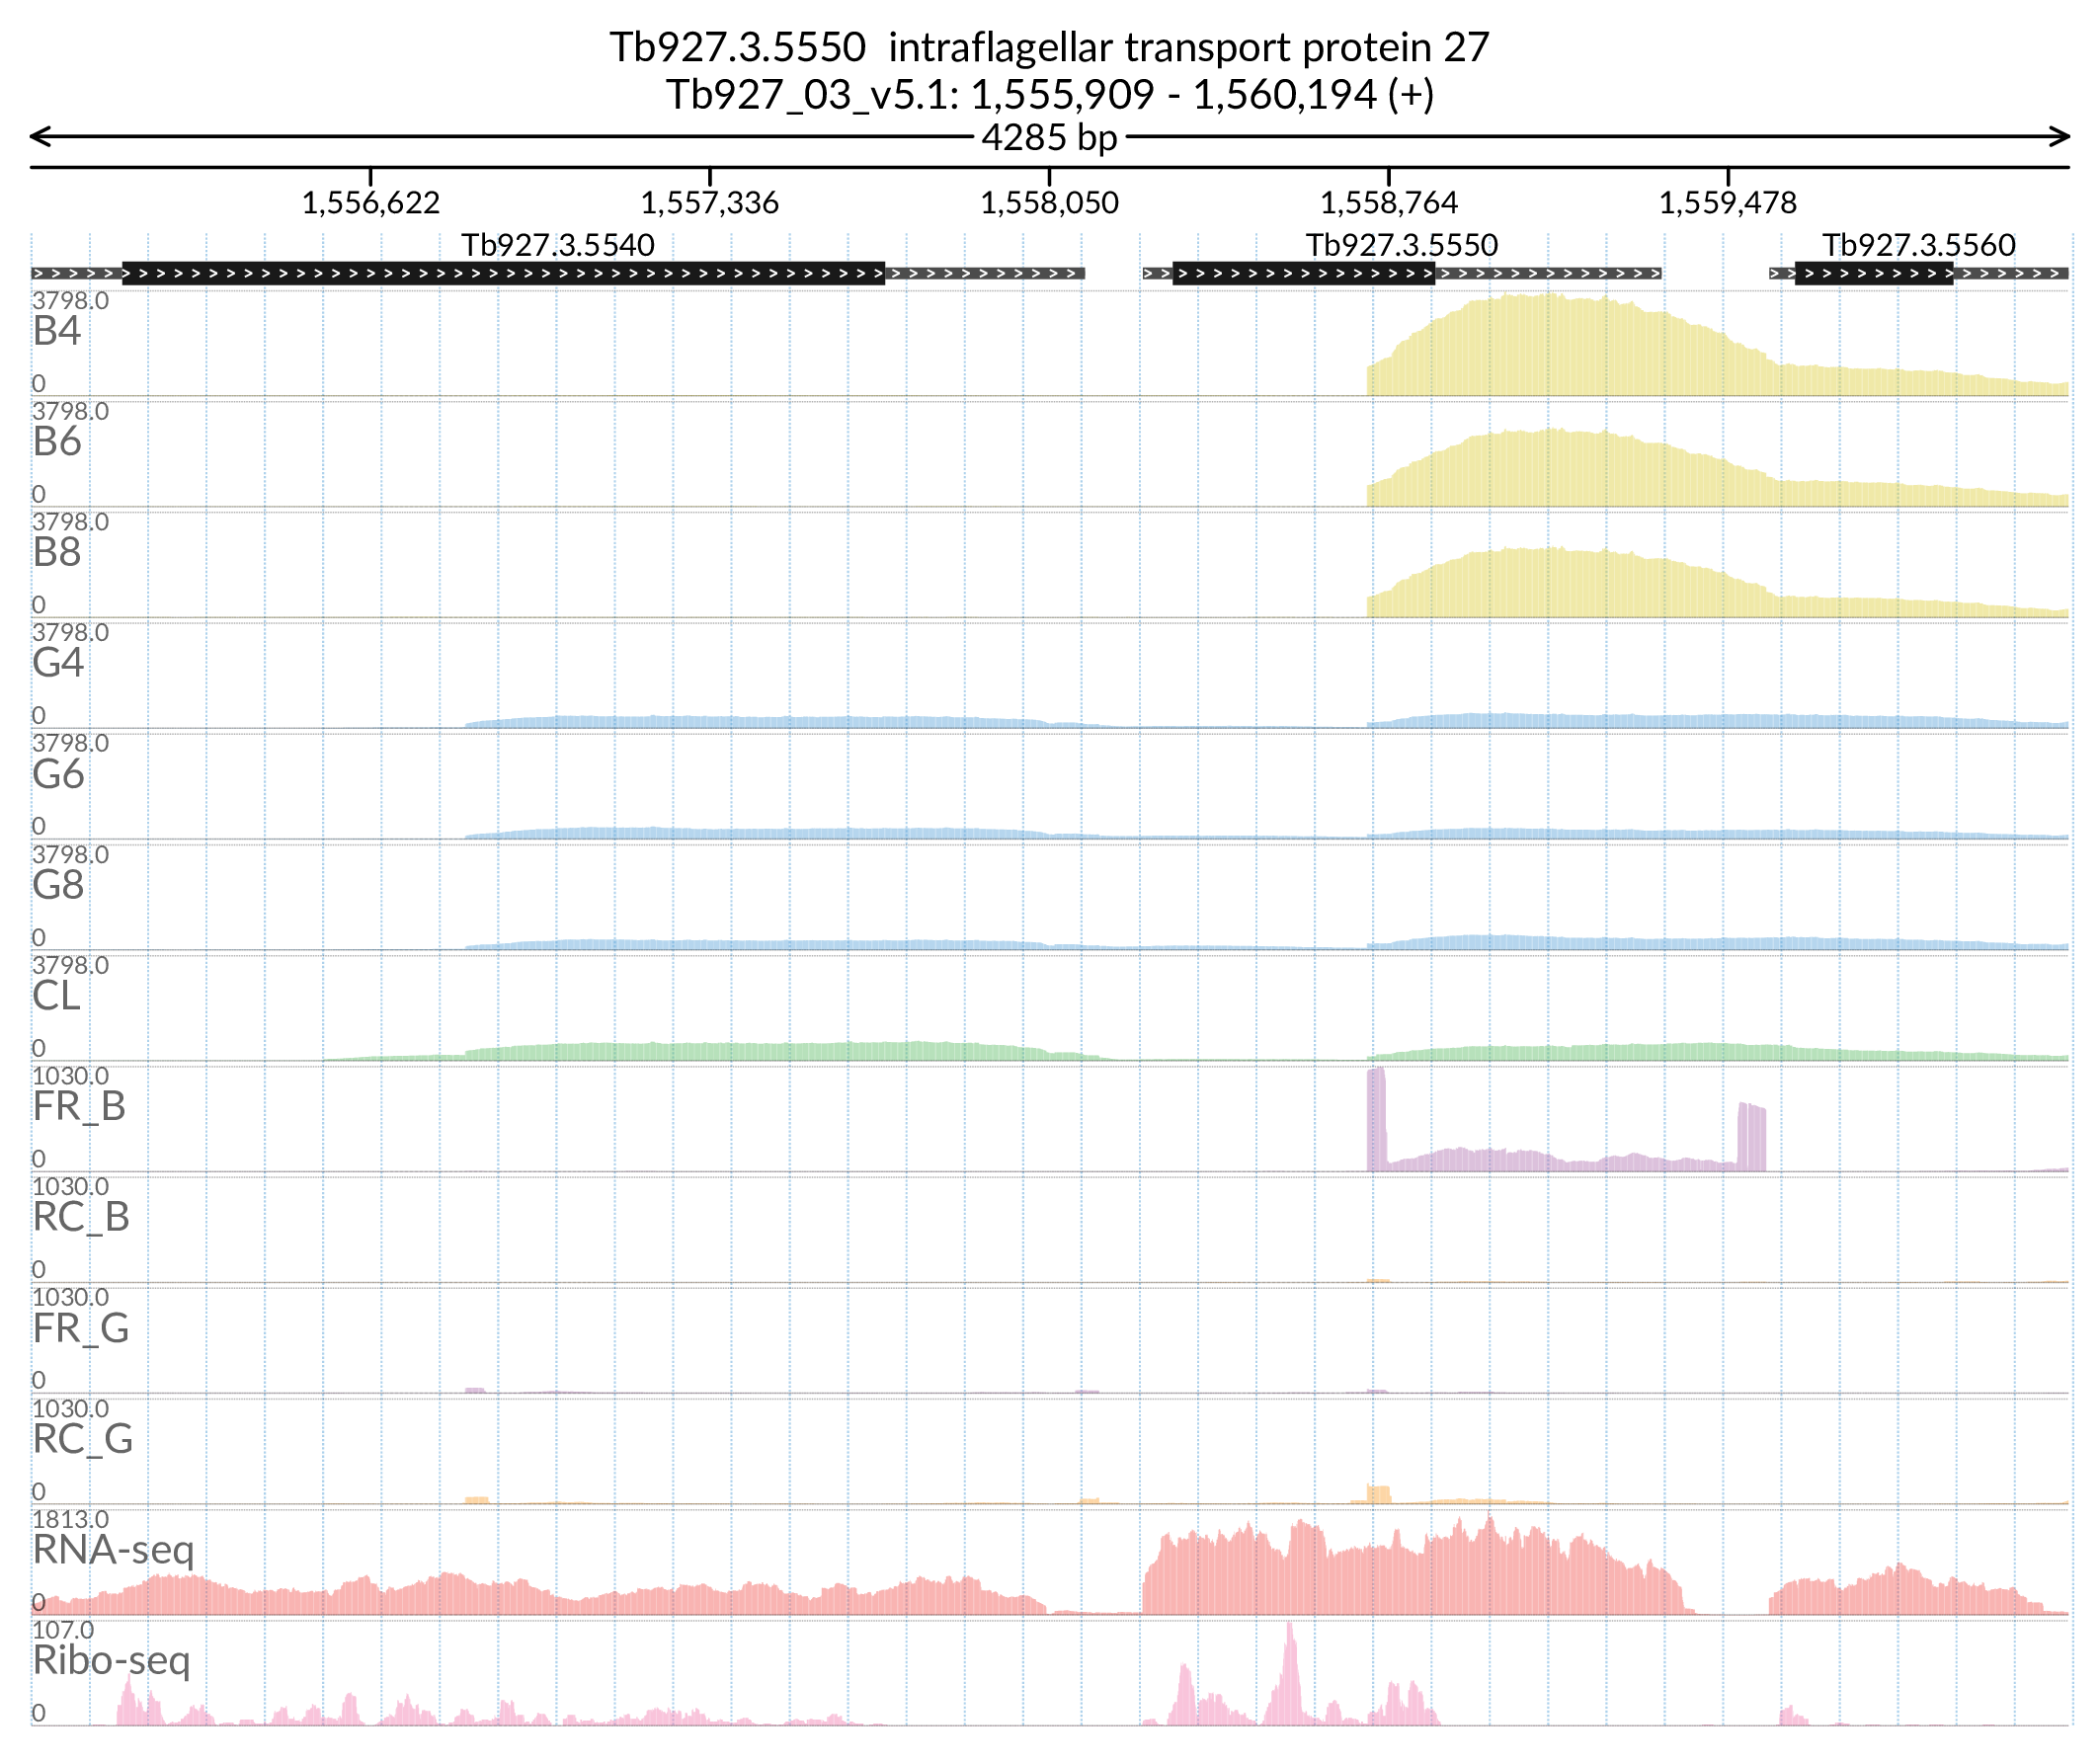 Tb927.3.5550  intraflagellar transport protein 27
Tb927_03_v5.1: 1,555,909 - 1,560,194 (+)
4285 bp
1,556,622 1,557,336 1,558,050 1,558,764 1,559,478
Tb927.3.5540 Tb927.3.5550 Tb927.3.5560
3798.0
B4
0
3798.0
B6
0
3798.0
B8
0
3798.0
G4
0
3798.0
G6
0
3798.0
G8
0
3798.0
CL
0
1030.0
FR_B
0
1030.0
RC_B
0
1030.0
FR_G
0
1030.0
RC_G
0
1813.0
RNA-seq
0
107.0
Ribo-seq
0